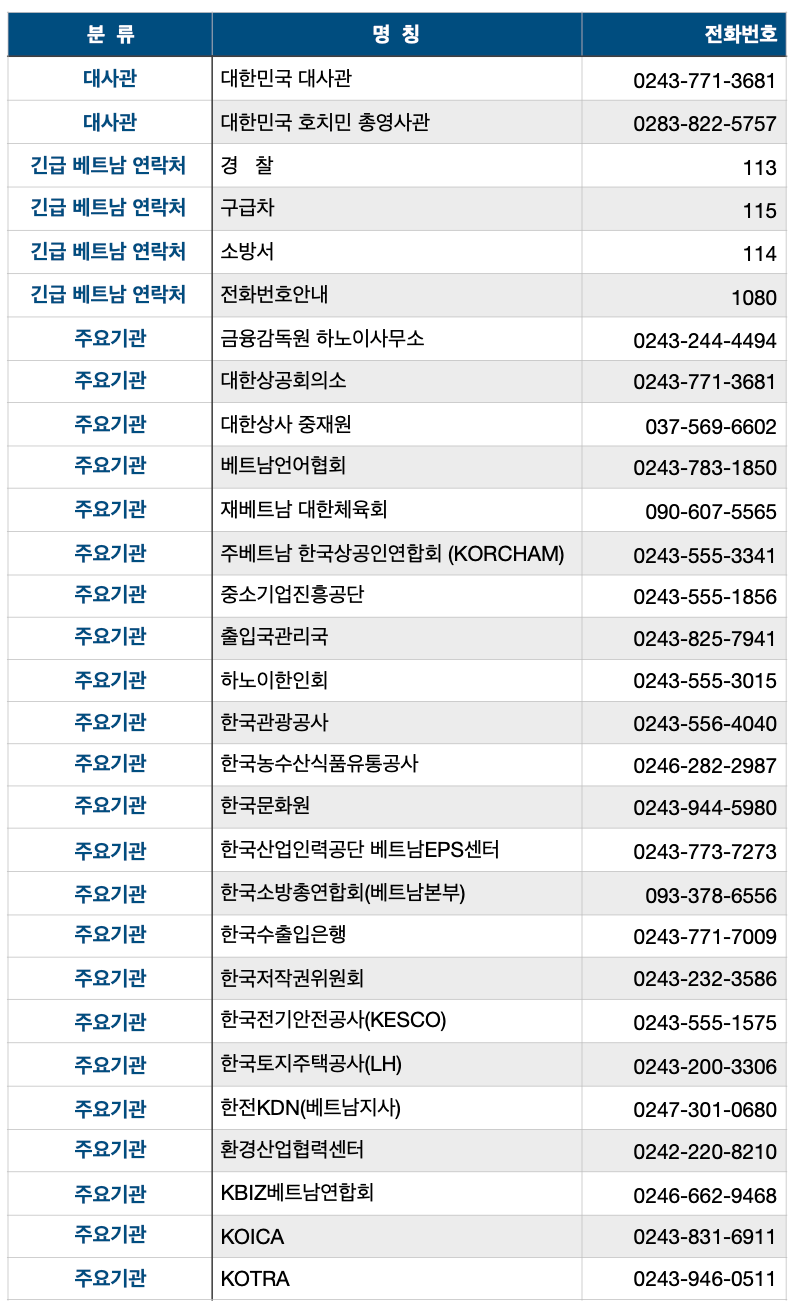 분 류 명 칭 전화번호
대사관 대한민국 대사관 0243-771-3681
대사관 대한민국 호치민 총영사관 0283-822-5757
긴급 베트남 연락처 경 찰 113
긴급 베트남 연락처 구급차 115
긴급 베트남 연락처 소방서 114
긴급 베트남 연락처 전화번호안내 1080
주요기관 금융감독원 하노이사무소 0243-244-4494
주요기관 대한상공회의소 0243-771-3681
주요기관 대한상사 중재원 037-569-6602
주요기관 베트남언어협회 0243-783-1850
주요기관 재베트남 대한체육회 090-607-5565
주요기관 주베트남 한국상공인연합회 (KORCHAM) 0243-555-3341
주요기관 중소기업진흥공단 0243-555-1856
주요기관 출입국관리국 0243-825-7941
주요기관 하노이한인회 0243-555-3015
주요기관 한국관광공사 0243-556-4040
주요기관 한국농수산식품유통공사 0246-282-2987
주요기관 한국문화원 0243-944-5980
주요기관 한국산업인력공단 베트남EPS센터 0243-773-7273
주요기관 한국소방총연합회(베트남본부) 093-378-6556
주요기관 한국수출입은행 0243-771-7009
주요기관 한국저작권위원회 0243-232-3586
주요기관 한국전기안전공사(KESCO) 0243-555-1575
주요기관 한국토지주택공사(LH) 0243-200-3306
주요기관 한전KDN(베트남지사) 0247-301-0680
주요기관 환경산업협력센터 0242-220-8210
주요기관 KBIZ베트남연합회 0246-662-9468
주요기관 KOICA 0243-831-6911
주요기관 KOTRA 0243-946-0511